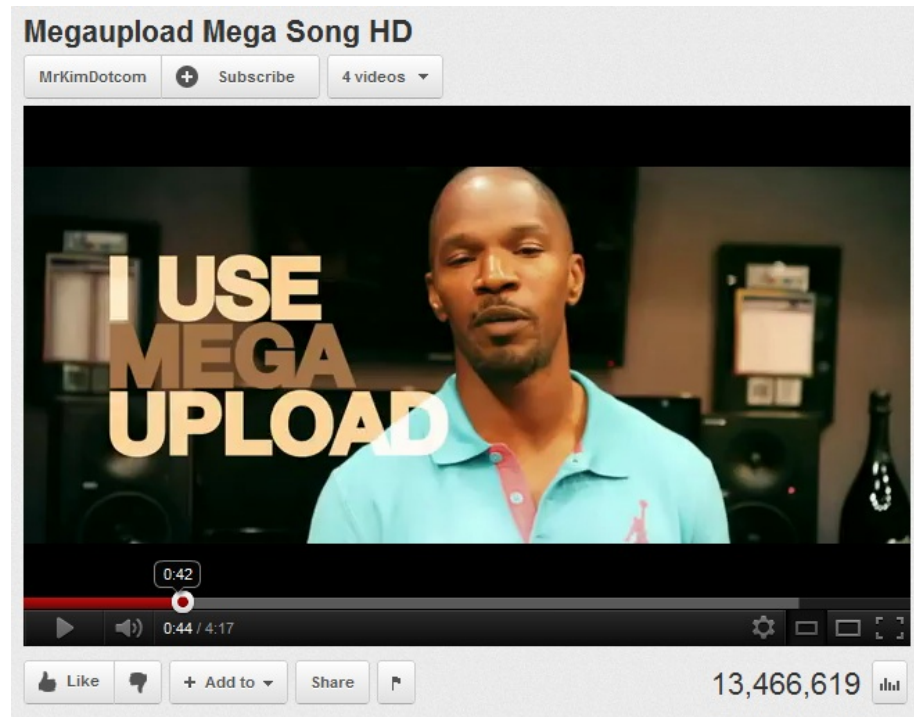 Megaupload Mega Song HD
MrKimDotcom Subscribe 4 videos
I USE
MEGA
UPLOAD
0:42
0:44 / 4:17
Like + Add to Share 13,466,619